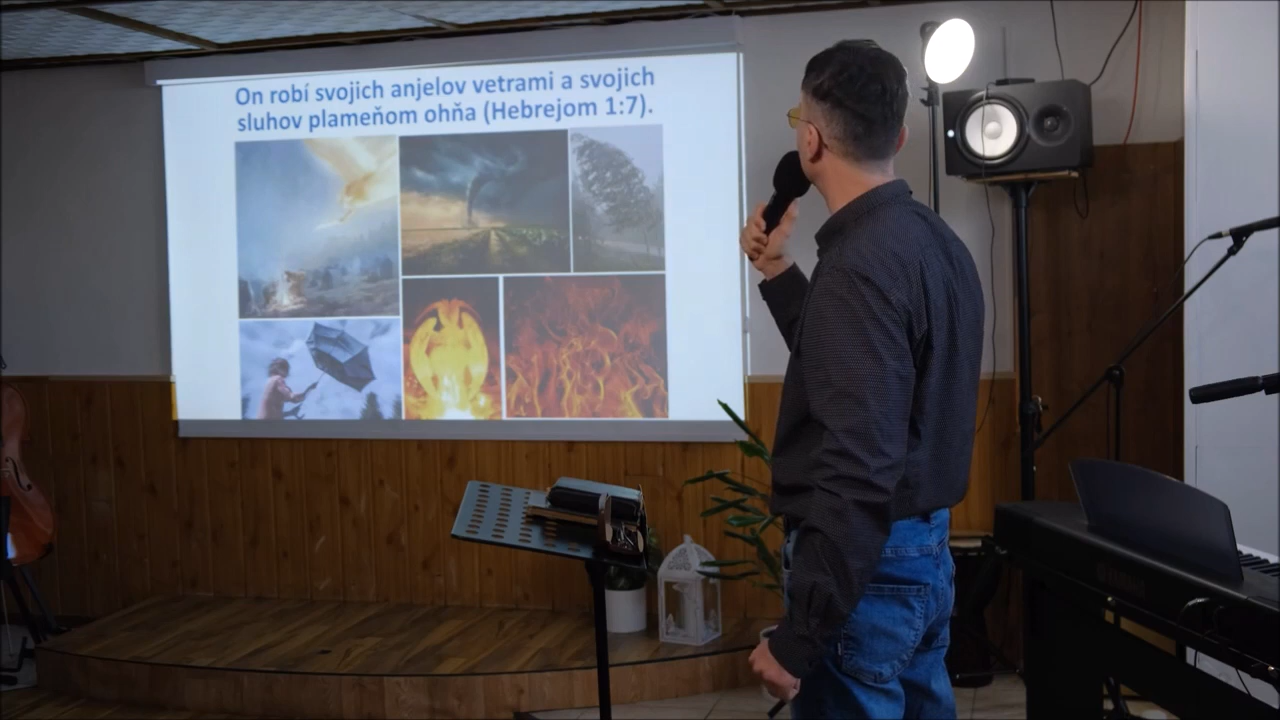 On robí svojich anjelov vetrami a svojich
sluhov plameňom ohňa (Hebrejom 1:7).